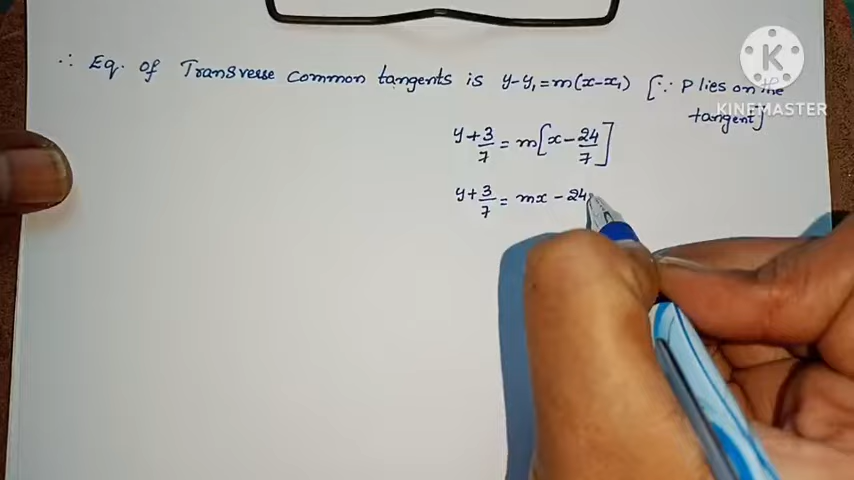 ∴ Eq. of Transverse common tangents is y-y₁=m(x-x₁) [∵ P lies on the
tangent]
y+3/7=m[x-24/7]
y+3/7=mx-24
K
KINEMASTER